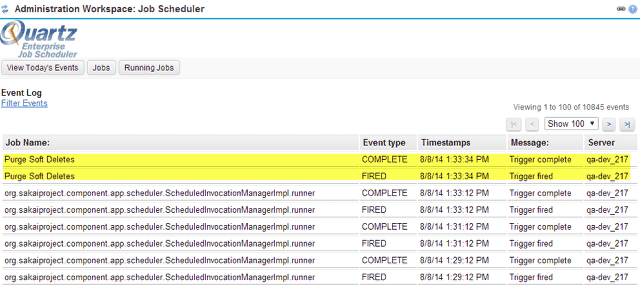 Administration Workspace: Job Scheduler
Quartz
Enterprise
Job Scheduler
View Today's Events Jobs Running Jobs
Event Log
Filter Events
Viewing 1 to 100 of 10845 events
|< < Show 100 > >|
Job Name: Event type Timestamps Message: Server
Purge Soft Deletes COMPLETE 8/8/14 1:33:34 PM Trigger complete qa-dev_217
Purge Soft Deletes FIRED 8/8/14 1:33:34 PM Trigger fired qa-dev_217
org.sakaiproject.component.app.scheduler.ScheduledInvocationManagerImpl.runner COMPLETE 8/8/14 1:33:12 PM Trigger complete qa-dev_217
org.sakaiproject.component.app.scheduler.ScheduledInvocationManagerImpl.runner FIRED 8/8/14 1:33:12 PM Trigger fired qa-dev_217
org.sakaiproject.component.app.scheduler.ScheduledInvocationManagerImpl.runner COMPLETE 8/8/14 1:31:12 PM Trigger complete qa-dev_217
org.sakaiproject.component.app.scheduler.ScheduledInvocationManagerImpl.runner FIRED 8/8/14 1:31:12 PM Trigger fired qa-dev_217
org.sakaiproject.component.app.scheduler.ScheduledInvocationManagerImpl.runner COMPLETE 8/8/14 1:29:12 PM Trigger complete qa-dev_217
org.sakaiproject.component.app.scheduler.ScheduledInvocationManagerImpl.runner FIRED 8/8/14 1:29:12 PM Trigger fired qa-dev_217